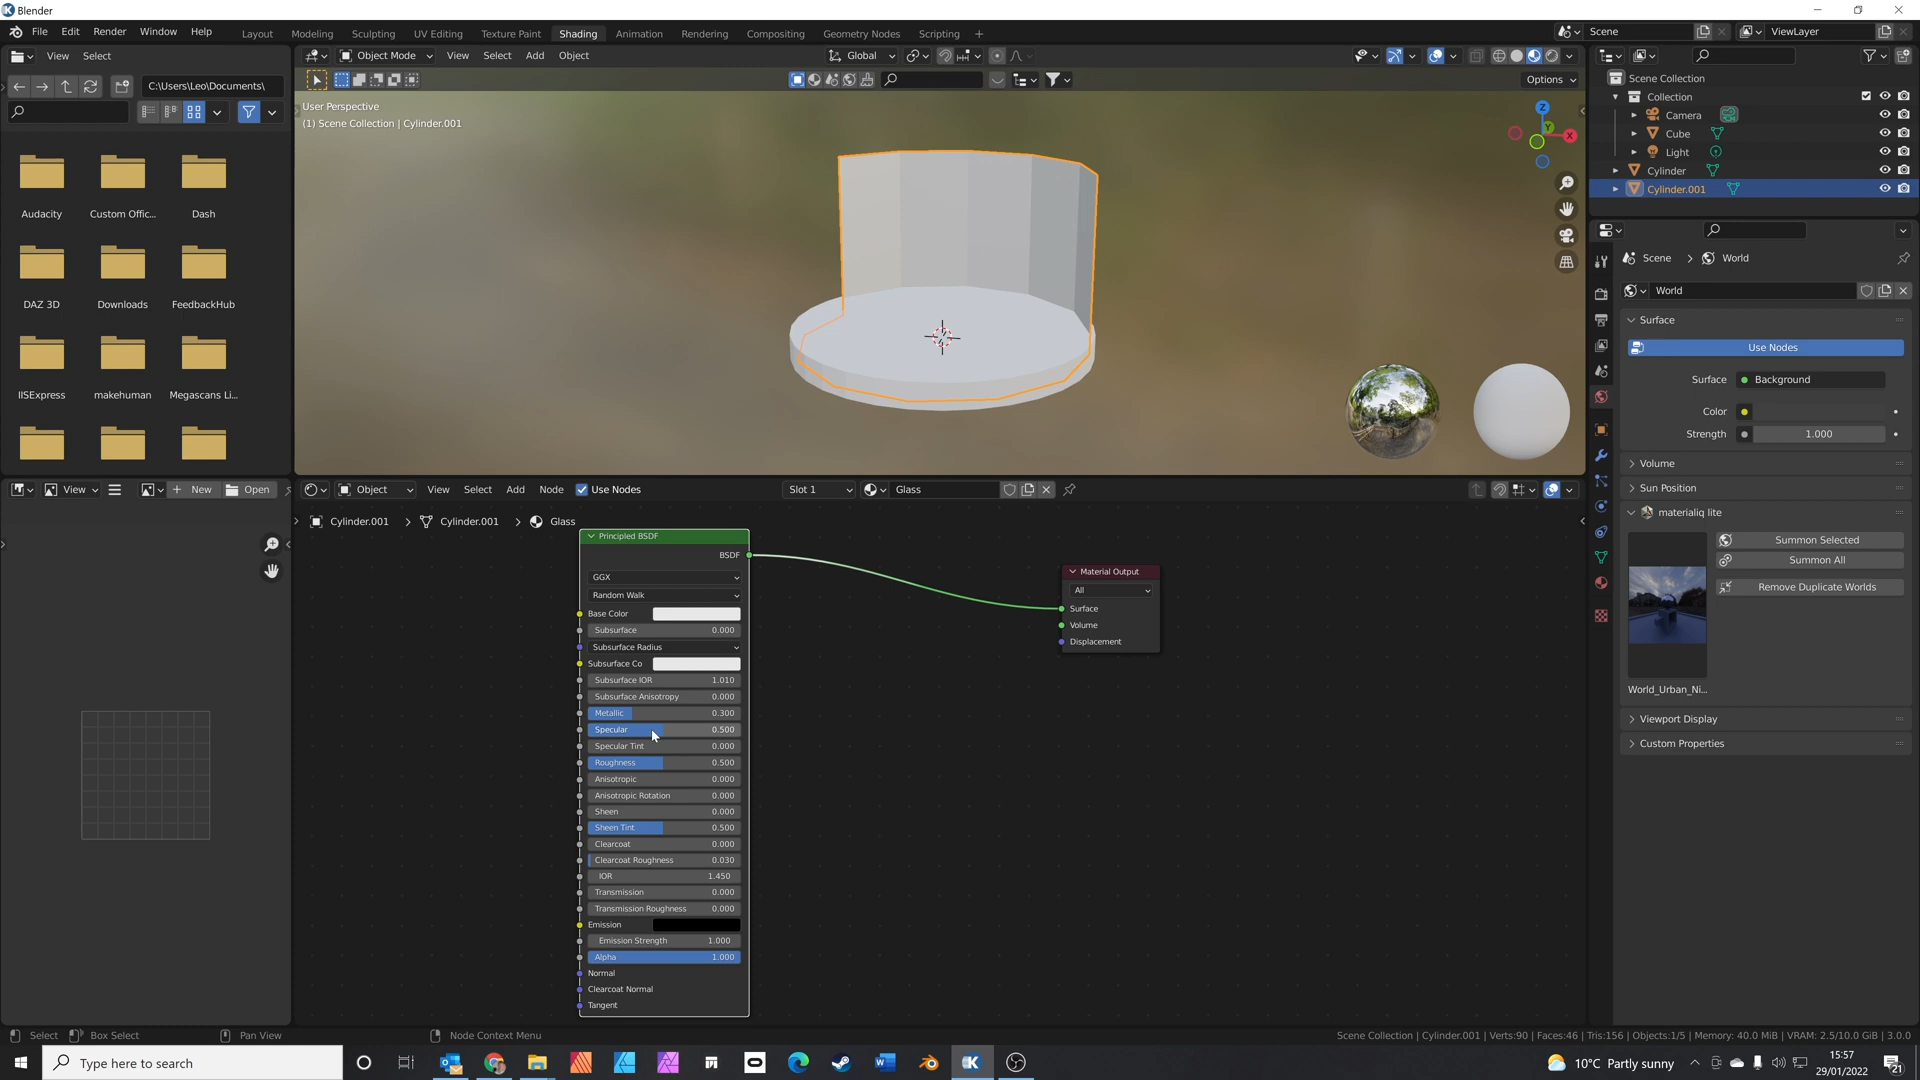 Blender
File Edit Render Window Help
Layout Modeling Sculpting UV Editing Texture Paint Shading Animation Rendering Compositing Geometry Nodes Scripting +
Scene
ViewLayer
View Select
Object Mode View Select Add Object
Global
C:\Users\Leo\Documents\
Options
User Perspective
(1) Scene Collection | Cylinder.001
Z
Y
X
Audacity Custom Offic... Dash
DAZ 3D Downloads FeedbackHub
IISExpress makehuman Megascans Li...
Scene Collection
Collection
Camera
Cube
Light
Cylinder
Cylinder.001
Scene > World
World
Surface
Use Nodes
Surface Background
Color
Strength 1.000
Volume
Sun Position
materialiq lite
Summon Selected
Summon All
Remove Duplicate Worlds
World_Urban_Ni...
Viewport Display
Custom Properties
View + New Open
Object View Select Add Node Use Nodes
Slot 1
Glass
Cylinder.001 > Cylinder.001 > Glass
Principled BSDF
BSDF
GGX
Random Walk
Base Color
Subsurface 0.000
Subsurface Radius
Subsurface Co
Subsurface IOR 1.010
Subsurface Anisotropy 0.000
Metallic 0.300
Specular 0.500
Specular Tint 0.000
Roughness 0.500
Anisotropic 0.000
Anisotropic Rotation 0.000
Sheen 0.000
Sheen Tint 0.500
Clearcoat 0.000
Clearcoat Roughness 0.030
IOR 1.450
Transmission 0.000
Transmission Roughness 0.000
Emission
Emission Strength 1.000
Alpha 1.000
Normal
Clearcoat Normal
Tangent
Material Output
All
Surface
Volume
Displacement
Select Box Select Pan View Node Context Menu
Scene Collection | Cylinder.001 | Verts:90 | Faces:46 | Tris:156 | Objects:1/5 | Memory: 40.0 MiB | VRAM: 2.5/10.0 GiB | 3.0.0
Type here to search
10°C Partly sunny
15:57
29/01/2022
21